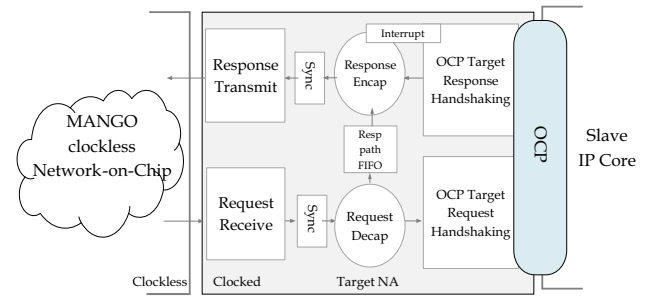 Interrupt
Response
Transmit
Sync
Response
Encap
OCP Target
Response
Handshaking
MANGO
clockless
Network-on-Chip
Resp
path
FIFO
OCP
Slave
IP Core
Request
Receive
Sync
Request
Decap
OCP Target
Request
Handshaking
Clockless
Clocked
Target NA